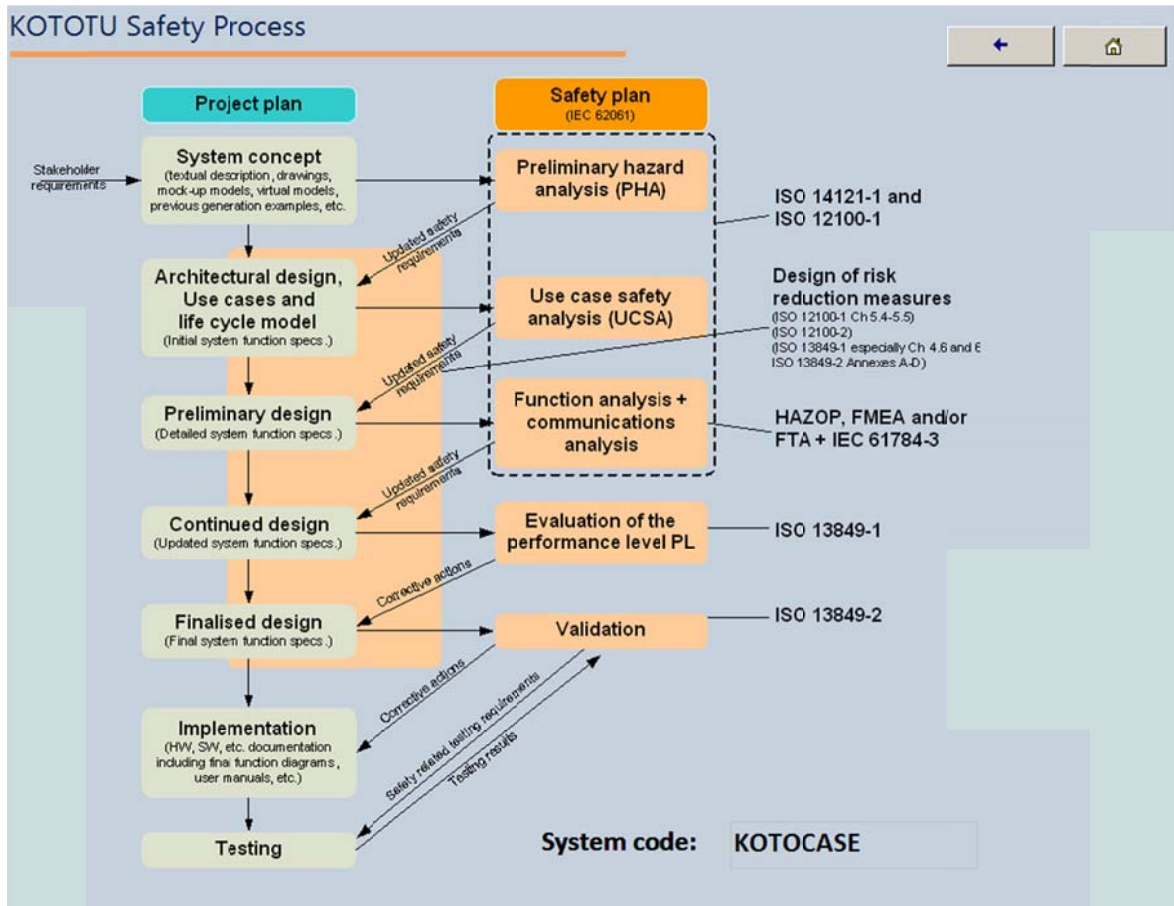 KOTOTU Safety Process
Project plan
Safety plan
(IEC 62061)
Stakeholder
requirements
System concept
(textual description, drawings,
mock-up models, virtual models,
previous generation examples, etc.
Preliminary hazard
analysis (PHA)
ISO 14121-1 and
ISO 12100-1
Updated safety
requirements
Architectural design,
Use cases and
life cycle model
(Initial system function specs.)
Use case safety
analysis (UCSA)
Design of risk
reduction measures
(ISO 12100-1 Ch 5.4-5.5)
(ISO 12100-2)
(ISO 13849-1 especially Ch 4.6 and 6
ISO 13849-2 Annexes A-D)
Updated safety
requirements
Preliminary design
(Detailed system function specs.)
Function analysis +
communications
analysis
HAZOP, FMEA and/or
FTA + IEC 61784-3
Updated safety
requirements
Continued design
(Updated system function specs.)
Evaluation of the
performance level PL
ISO 13849-1
Corrective actions
Finalised design
(Final system function specs.)
Validation
ISO 13849-2
Corrective actions
Implementation
(HW, SW, etc. documentation
including final function diagrams,
user manuals, etc.)
Safety related testing requirements
Testing results
Testing
System code: KOTOCASE